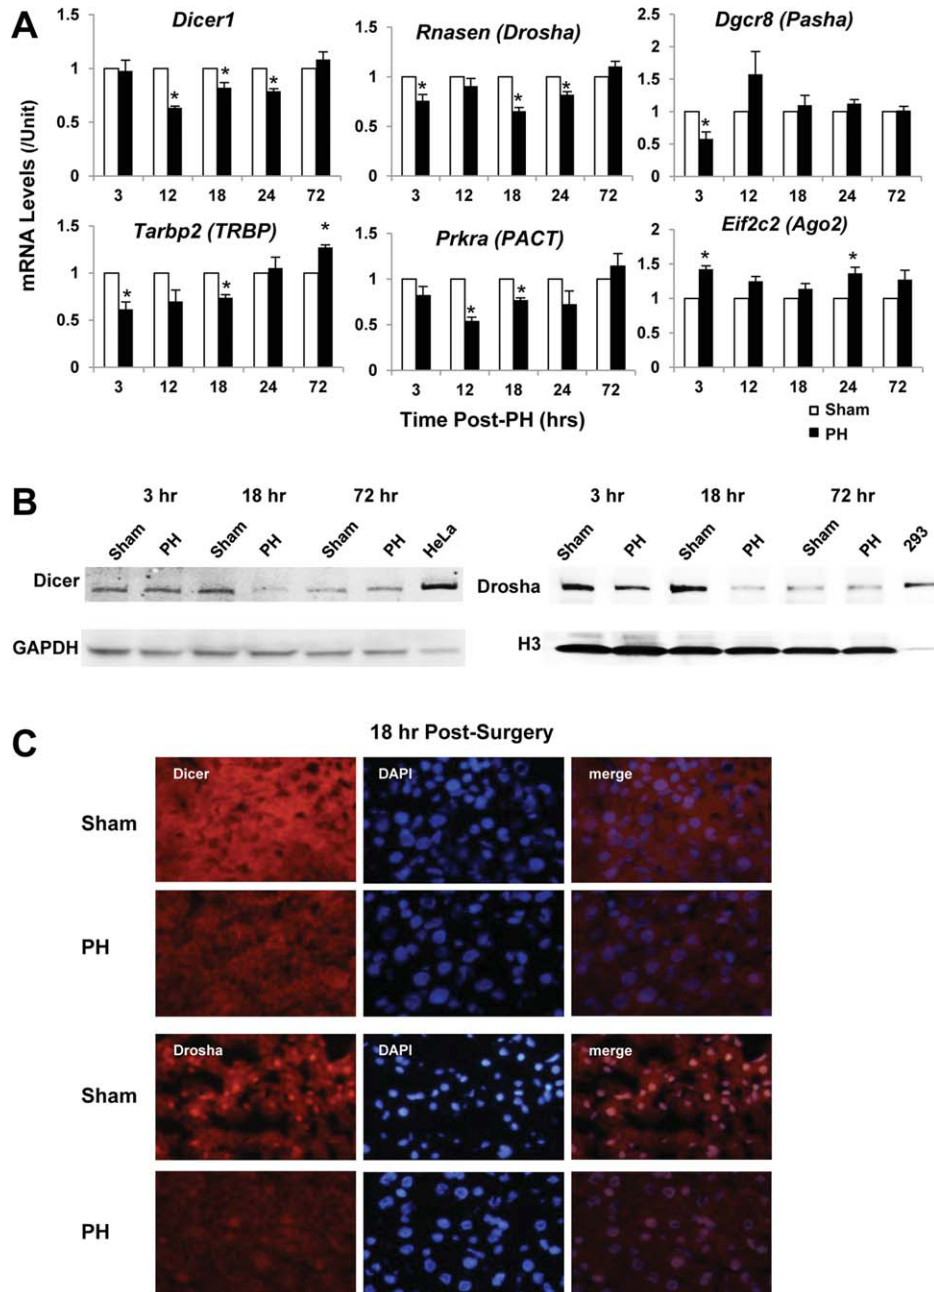 A
Dicer1
Rnasen (Drosha)
Dgcr8 (Pasha)
mRNA Levels (/Unit
1.5
1
0.5
0
*
*
*
3 12 18 24 72
1.5
1
0.5
0
*
*
*
3 12 18 24 72
2.5
2
1.5
1
0.5
0
*
3 12 18 24 72
Tarbp2 (TRBP)
Prkra (PACT)
Eif2c2 (Ago2)
1.5
1
0.5
0
*
*
*
3 12 18 24 72
1.5
1
0.5
0
*
*
3 12 18 24 72
2
1.5
1
0.5
0
*
*
3 12 18 24 72
Time Post-PH (hrs)
Sham
PH
B
3 hr 18 hr 72 hr
Sham PH Sham PH Sham PH HeLa
Dicer
GAPDH
3 hr 18 hr 72 hr
Sham PH Sham PH Sham PH 293
Drosha
H3
C
18 hr Post-Surgery
Sham
Dicer DAPI merge
PH
Sham
Drosha DAPI merge
PH